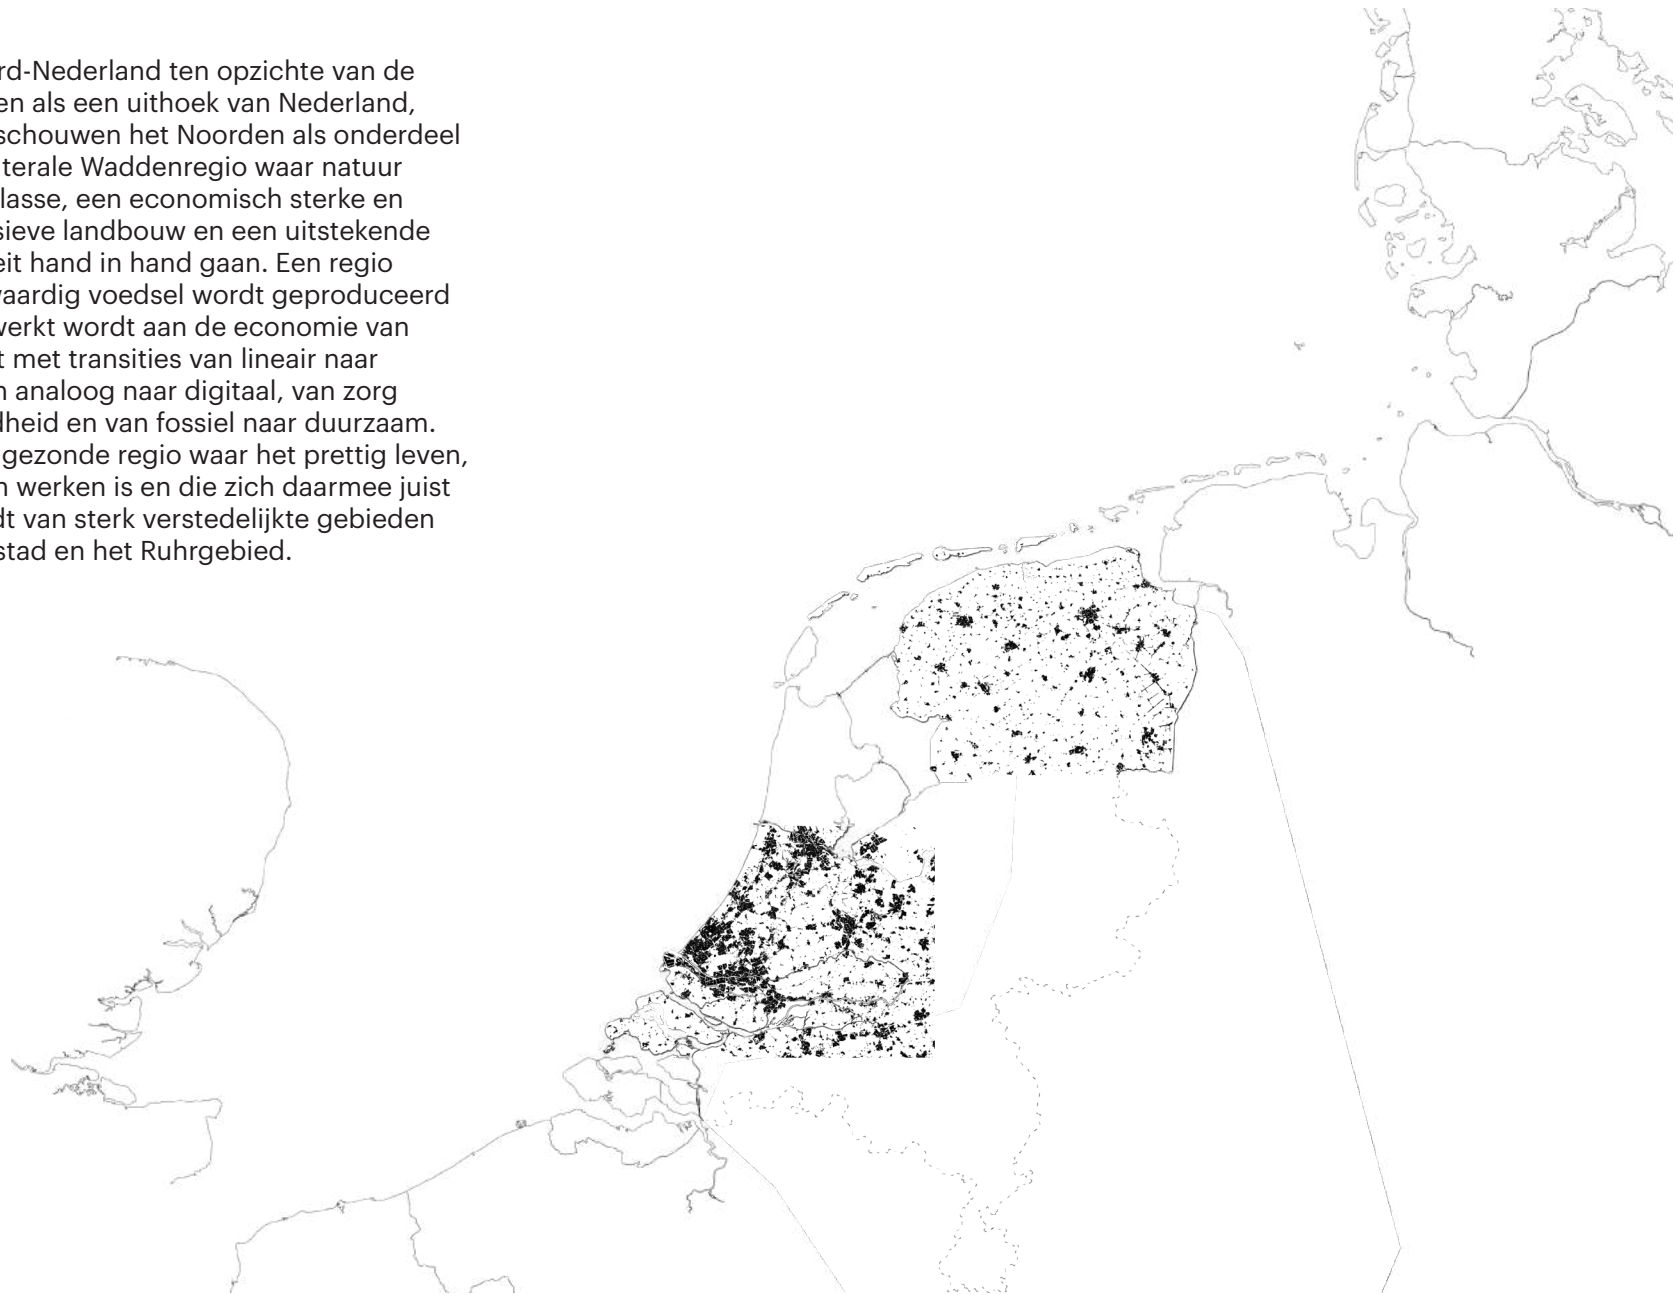 rd-Nederland ten opzichte van de
en als een uithoek van Nederland,
schouwen het Noorden als onderdeel
terale Waddenregio waar natuur
lasse, een economisch sterke en
sieve landbouw en een uitstekende
eit hand in hand gaan. Een regio
vaardig voedsel wordt geproduceerd
werkt wordt aan de economie van
t met transities van lineair naar
n analoog naar digitaal, van zorg
dheid en van fossiel naar duurzaam.
gezonde regio waar het prettig leven,
n werken is en die zich daarmee juist
dt van sterk verstedelijkte gebieden
stad en het Ruhrgebied.